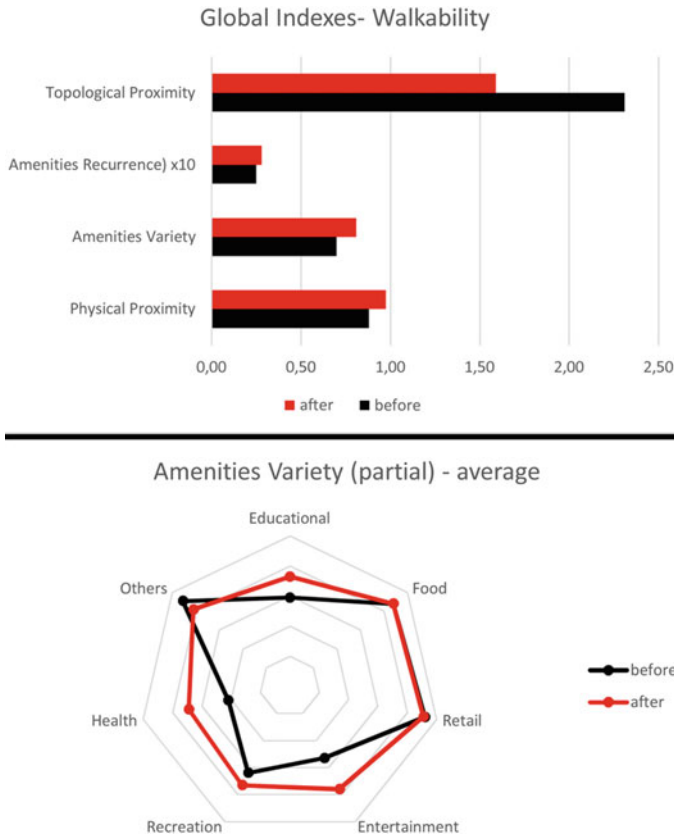 Global Indexes- Walkability
Topological Proximity
Amenities Recurrence) x10
Amenities Variety
Physical Proximity
0,00 0,50 1,00 1,50 2,00 2,50
after before
Amenities Variety (partial) - average
Educational
Others Food
before
after
Health Retail
Recreation Entertainment